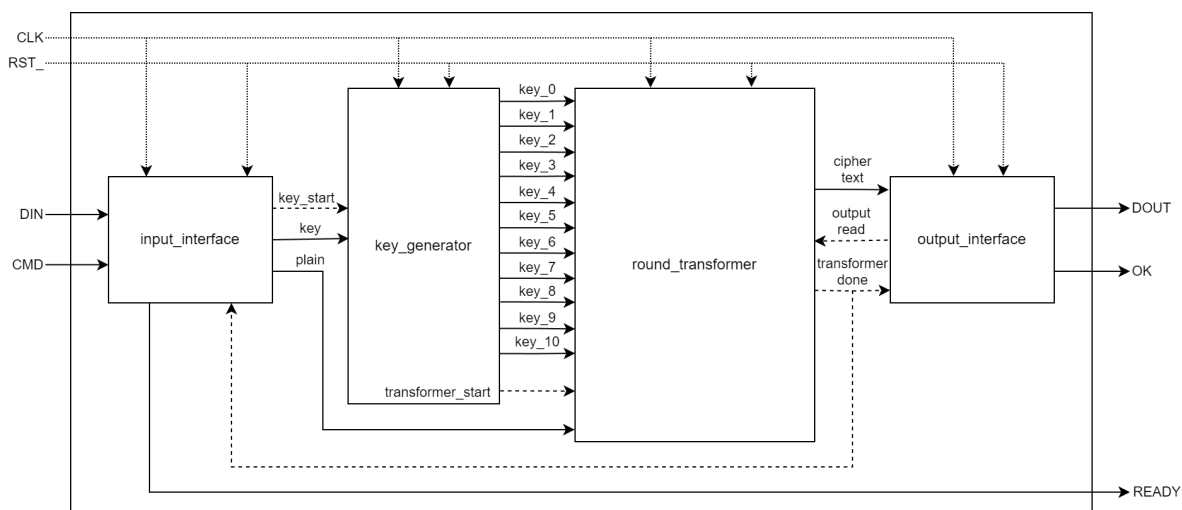 CLK
RST_
DIN
CMD
input_interface
key_start
key
plain
key_generator
transformer_start
key_0
key_1
key_2
key_3
key_4
key_5
key_6
key_7
key_8
key_9
key_10
round_transformer
cipher
text
output
read
transformer
done
output_interface
DOUT
OK
READY